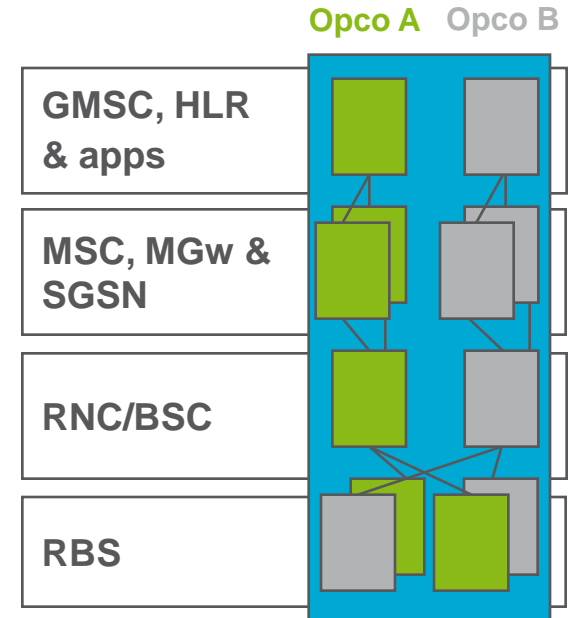 Opco A Opco B
GMSC, HLR
& apps
MSC, MGw &
SGSN
RNC/BSC
RBS